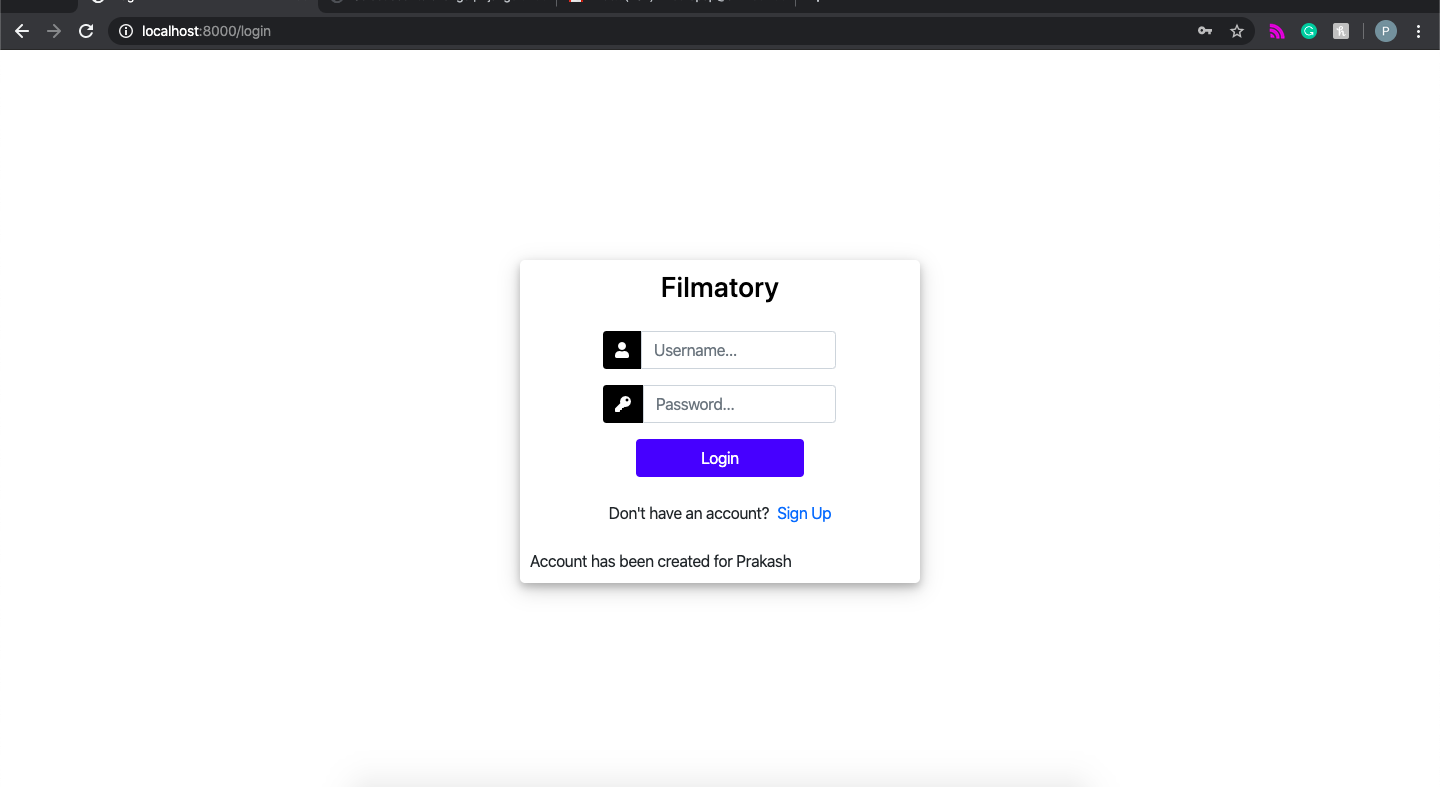 localhost:8000/login
P
Filmatory
Username...
Password...
Login
Don't have an account? Sign Up
Account has been created for Prakash